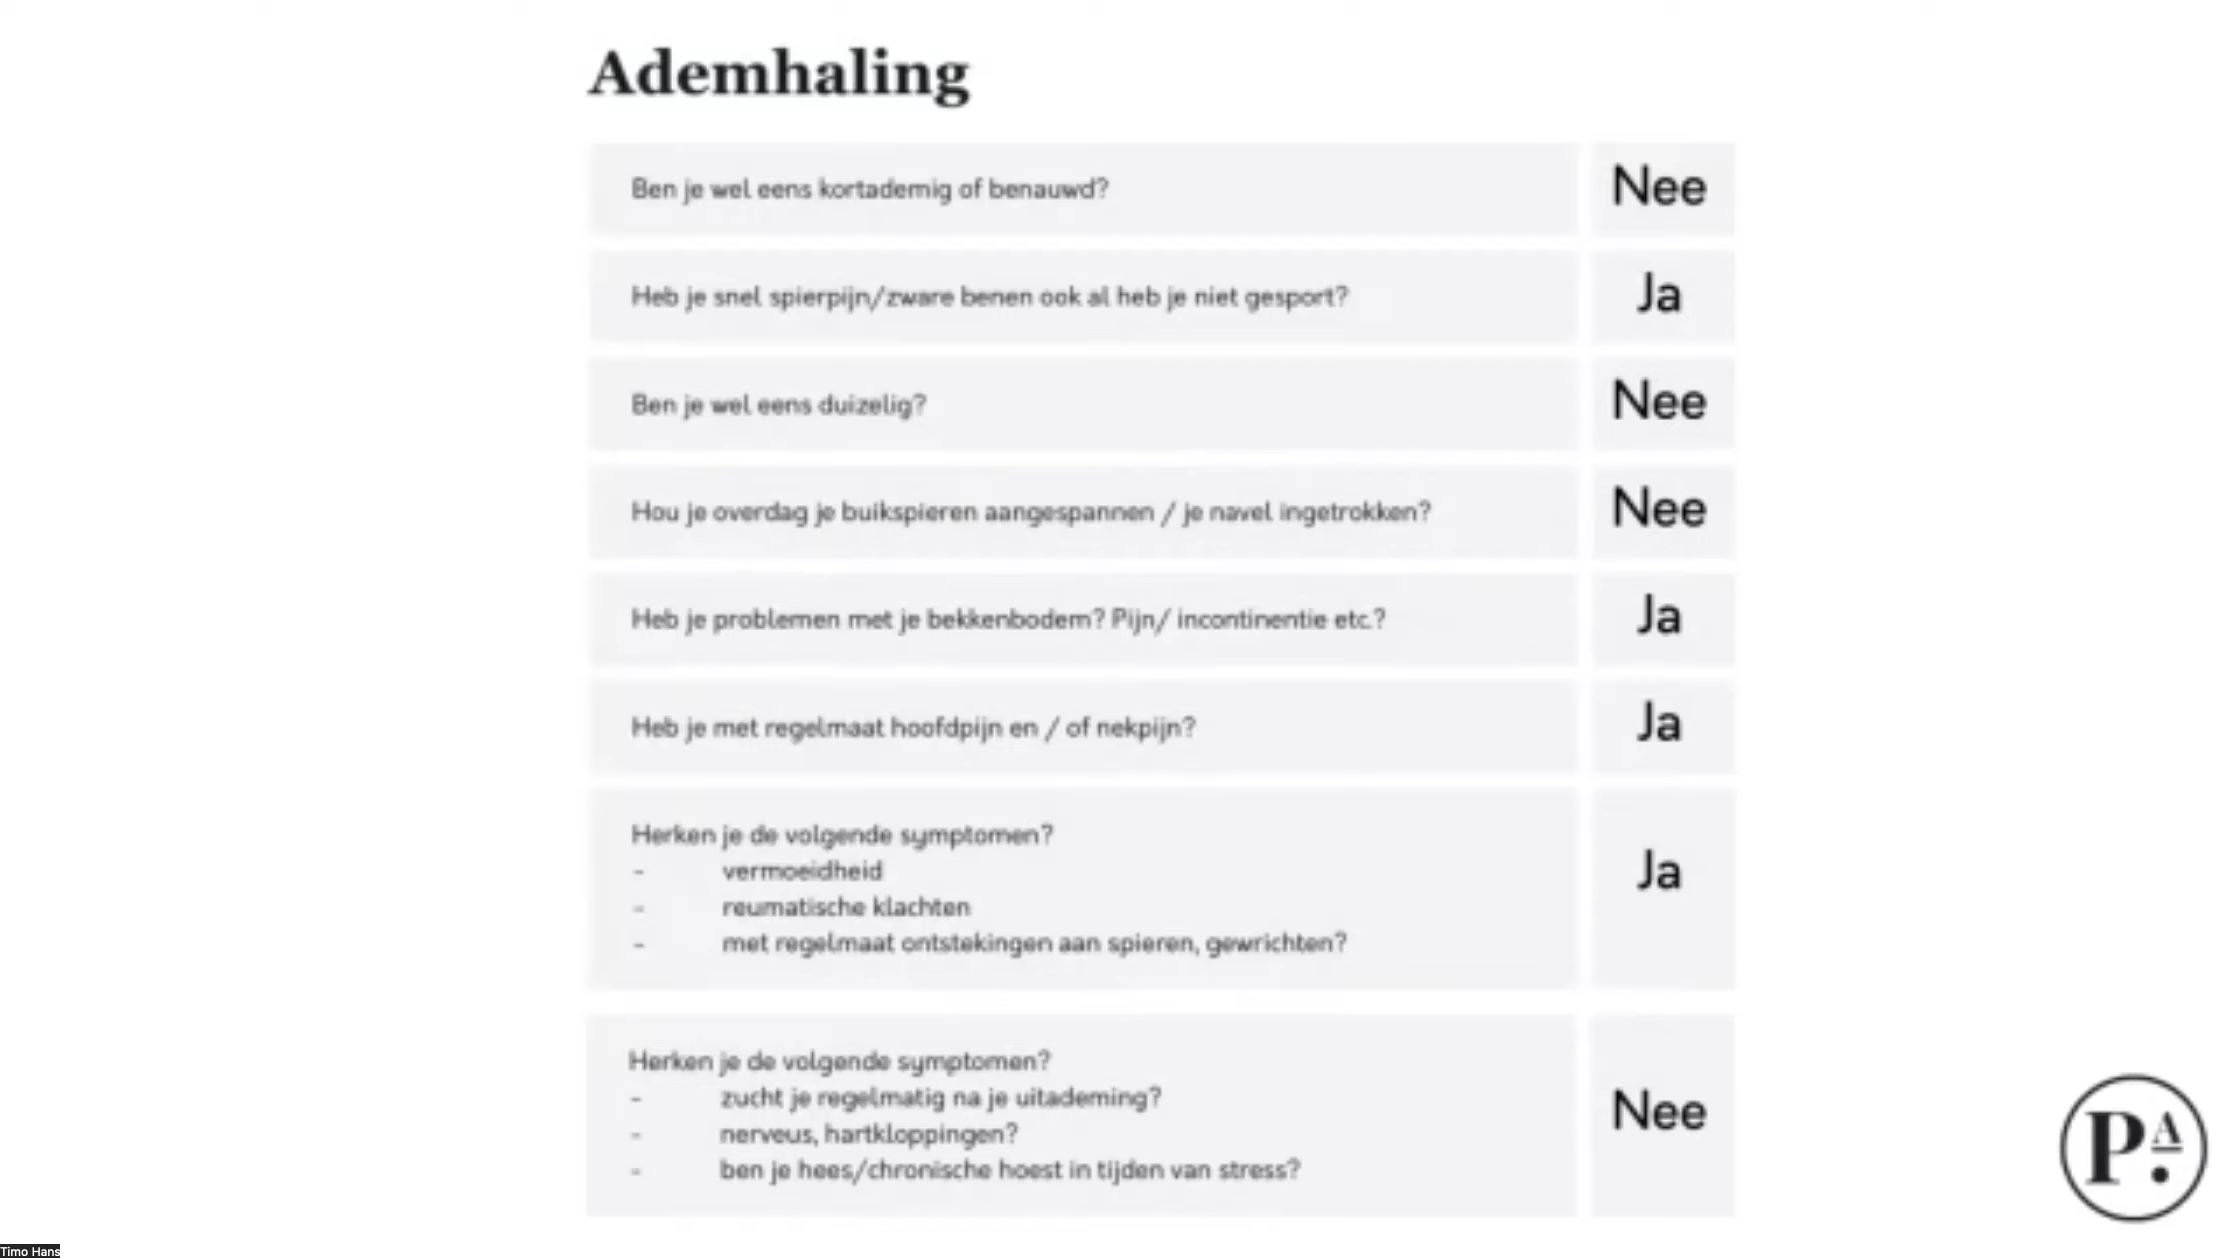 Ademhaling
Ben je wel eens kortademig of benauwd? Nee
Heb je snel spierpijn/zware benen ook al heb je niet gesport? Ja
Ben je wel eens duizelig? Nee
Hou je overdag je buikspieren aangespannen / je navel ingetrokken? Nee
Heb je problemen met je bekkenbodem? Pijn/ incontinentie etc.? Ja
Heb je met regelmaat hoofdpijn en / of nekpijn? Ja
Herken je de volgende symptomen?
- vermoeidheid
Ja
- reumatische klachten
- met regelmaat ontstekingen aan spieren, gewrichten?
Herken je de volgende symptomen?
- zucht je regelmatig na je uitademing?
Nee
- nerveus, hartkloppingen?
- ben je hees/chronische hoest in tijden van stress?
PA.
Timo Hans